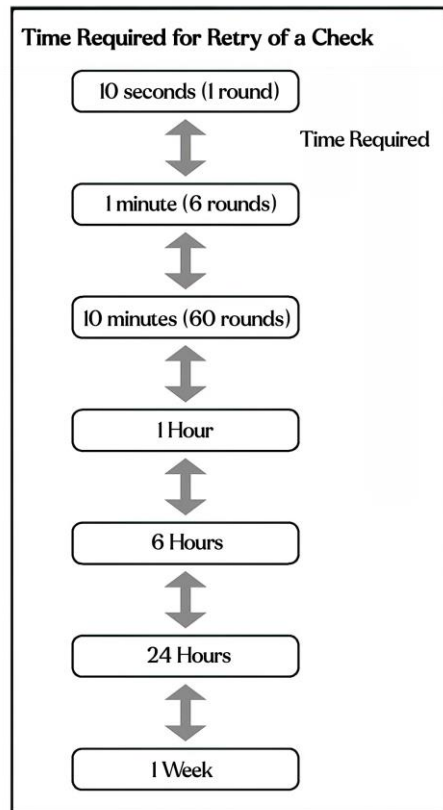 Time Required for Retry of a Check
10 seconds (1 round)
Time Required
1 minute (6 rounds)
10 minutes (60 rounds)
1 Hour
6 Hours
24 Hours
1 Week